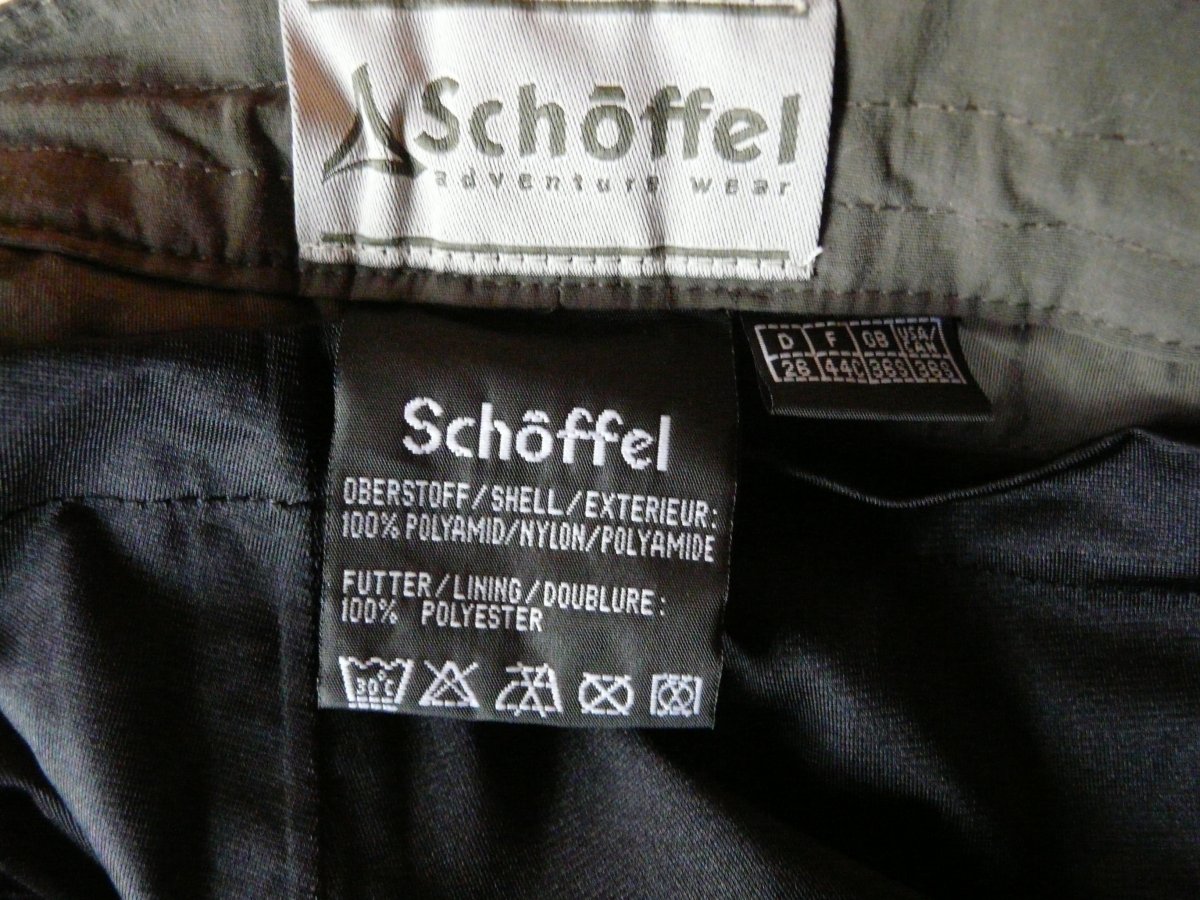 Schöffel
adventure wear
D F GB USA/CAN
26 44C 36S 36S
Schöffel
OBERSTOFF/SHELL/EXTERIEUR:
100% POLYAMID/NYLON/POLYAMIDE
FUTTER/LINING/DOUBLURE:
100% POLYESTER
30°C